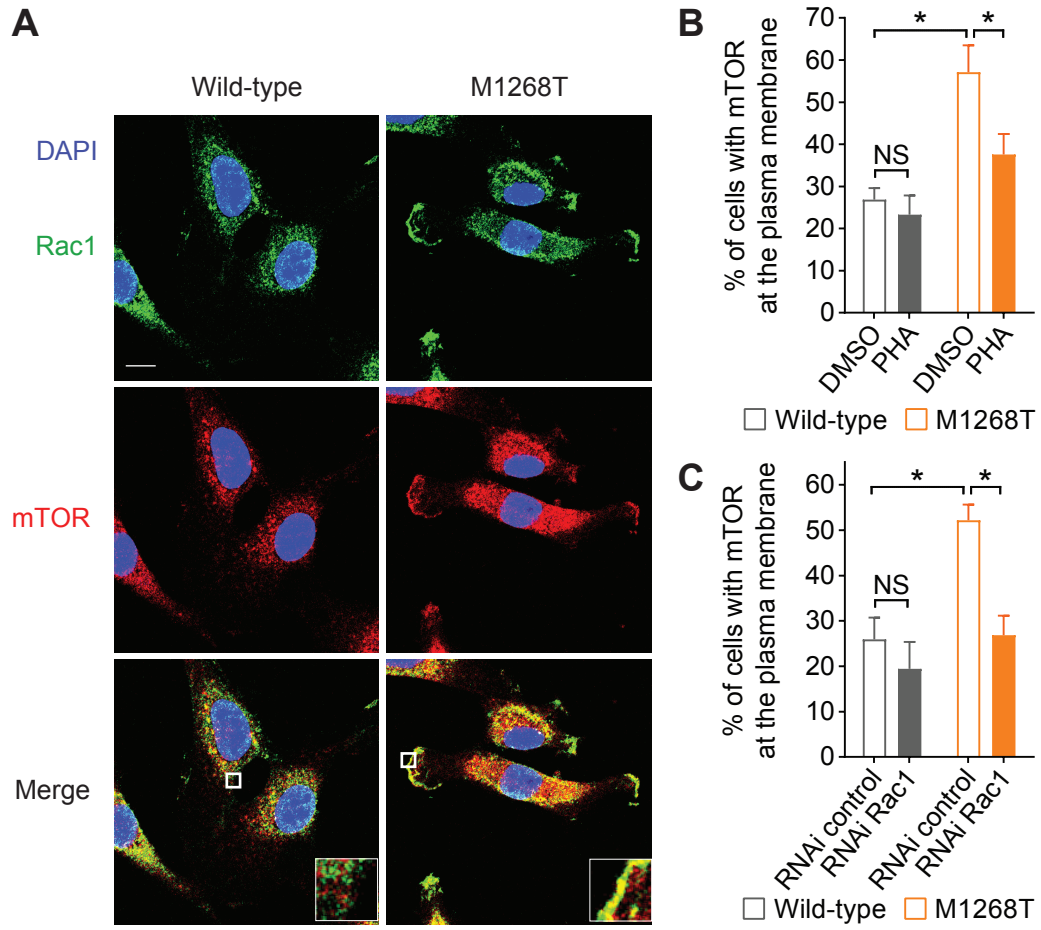 A
Wild-type
M1268T
DAPI
Rac1
mTOR
Merge
B
% of cells with mTOR
at the plasma membrane
70
60
50
40
30
20
10
0
*
*
NS
DMSO
PHA
DMSO
PHA
Wild-type
M1268T
C
% of cells with mTOR
at the plasma membrane
60
50
40
30
20
10
0
*
*
NS
RNAi control
RNAi Rac1
RNAi control
RNAi Rac1
Wild-type
M1268T